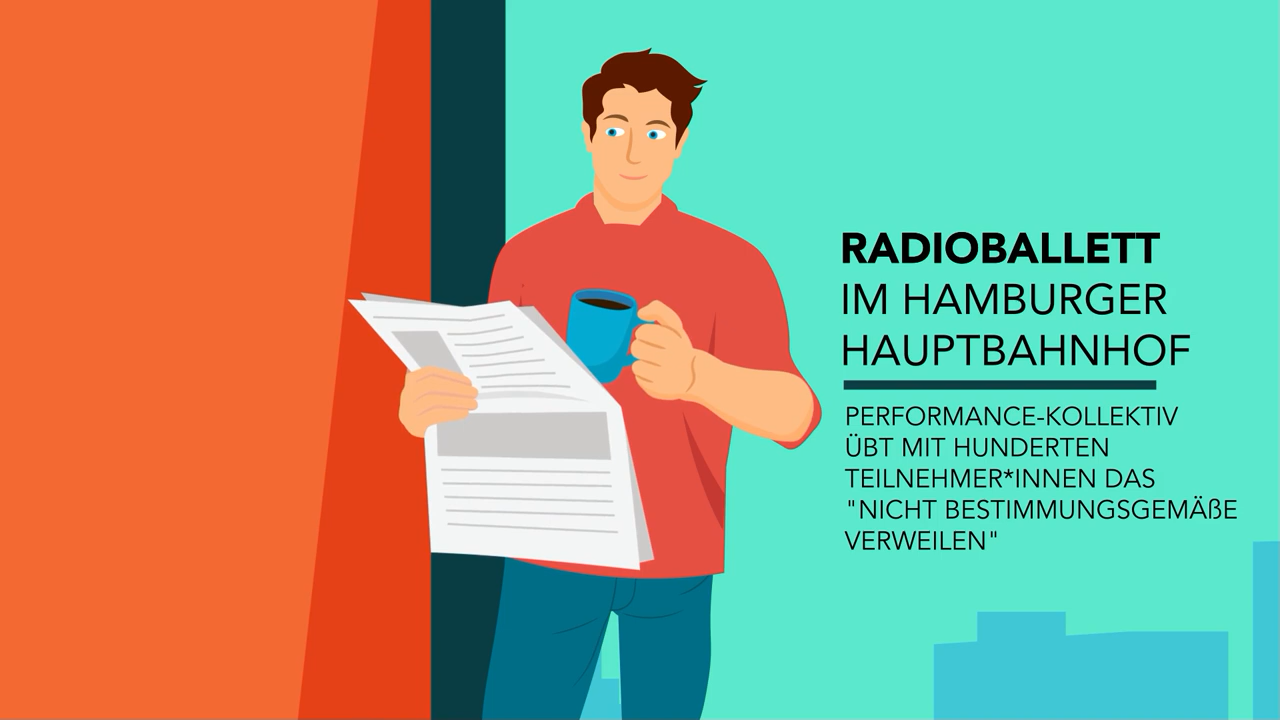 RADIOBALLETT
IM HAMBURGER
HAUPTBAHNHOF
PERFORMANCE-KOLLEKTIV
ÜBT MIT HUNDERTEN
TEILNEHMER*INNEN DAS
"NICHT BESTIMMUNGSGEMÄßE
VERWEILEN"